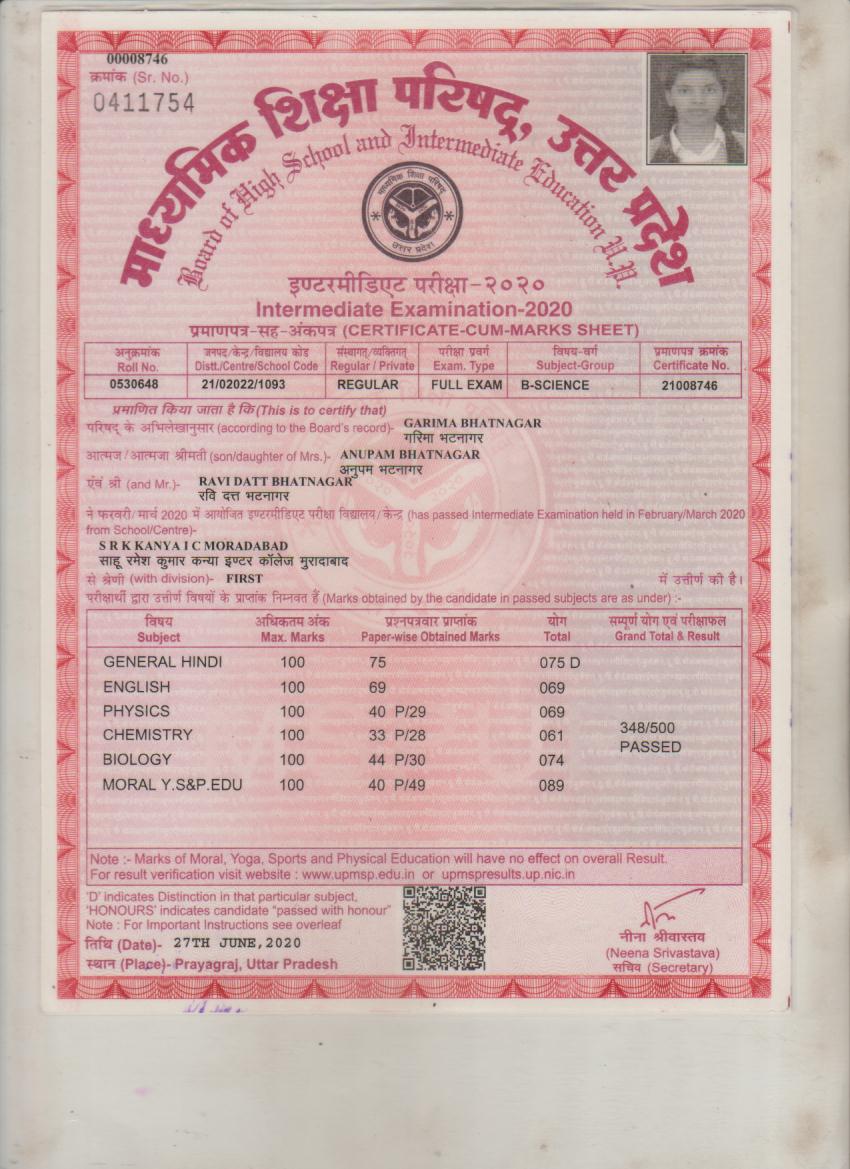 00008746
क्रमांक (Sr. No.)
0411754
माध्यमिक शिक्षा परिषद्, उत्तर प्रदेश
Board of High School and Intermediate Education U.P.
माध्यमिक शिक्षा परिषद्
उत्तर प्रदेश
इण्टरमीडिएट परीक्षा-२०२०
Intermediate Examination-2020
प्रमाणपत्र-सह-अंकपत्र (CERTIFICATE-CUM-MARKS SHEET)
अनुक्रमांक जनपद/केन्द्र/विद्यालय कोड संस्थागत/व्यक्तिगत परीक्षा प्रवर्ग विषय-वर्ग प्रमाणपत्र क्रमांक
Roll No. Distt./Centre/School Code Regular / Private Exam. Type Subject-Group Certificate No.
0530648 21/02022/1093 REGULAR FULL EXAM B-SCIENCE 21008746
प्रमाणित किया जाता है कि (This is to certify that)
परिषद् के अभिलेखानुसार (according to the Board's record)- GARIMA BHATNAGAR
गरिमा भटनागर
आत्मज/आत्मजा श्रीमती (son/daughter of Mrs.)- ANUPAM BHATNAGAR
अनुपम भटनागर
एवं श्री (and Mr.)- RAVI DATT BHATNAGAR
रवि दत्त भटनागर
ने फरवरी/मार्च 2020 में आयोजित इण्टरमीडिएट परीक्षा विद्यालय/केन्द्र (has passed Intermediate Examination held in February/March 2020
from School/Centre)-
S R K KANYA I C MORADABAD
साहू रमेश कुमार कन्या इण्टर कॉलेज मुरादाबाद
से श्रेणी (with division)- FIRST में उत्तीर्ण की है।
परीक्षार्थी द्वारा उत्तीर्ण विषयों के प्राप्तांक निम्नवत हैं (Marks obtained by the candidate in passed subjects are as under) :-
विषय अधिकतम अंक प्रश्नपत्रवार प्राप्तांक योग सम्पूर्ण योग एवं परीक्षाफल
Subject Max. Marks Paper-wise Obtained Marks Total Grand Total & Result
GENERAL HINDI 100 75 075 D
ENGLISH 100 69 069
PHYSICS 100 40 P/29 069
CHEMISTRY 100 33 P/28 061
348/500
PASSED
BIOLOGY 100 44 P/30 074
MORAL Y.S&P.EDU 100 40 P/49 089
Note :- Marks of Moral, Yoga, Sports and Physical Education will have no effect on overall Result.
For result verification visit website : www.upmsp.edu.in or upmspresults.up.nic.in
'D' indicates Distinction in that particular subject,
'HONOURS' indicates candidate "passed with honour"
Note : For Important Instructions see overleaf
तिथि (Date)- 27TH JUNE,2020
स्थान (Place)- Prayagraj, Uttar Pradesh
नीना श्रीवास्तव
(Neena Srivastava)
सचिव (Secretary)